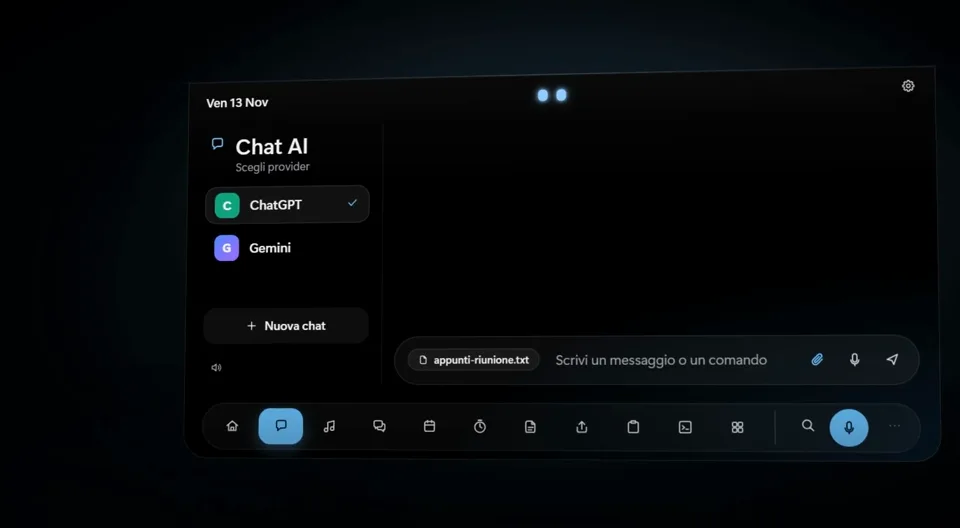 Ven 13 Nov
Chat AI
Scegli provider
C ChatGPT
G Gemini
+ Nuova chat
appunti-riunione.txt Scrivi un messaggio o un comando